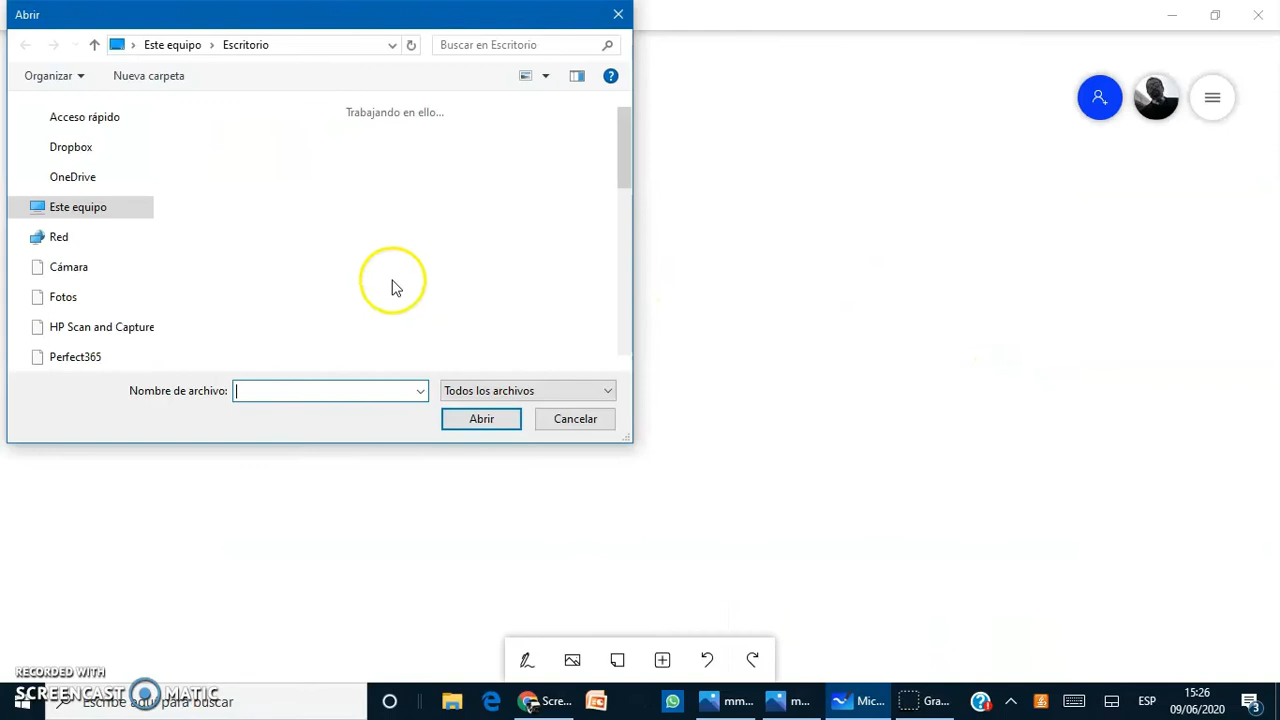 Abrir
Este equipo > Escritorio
Buscar en Escritorio
Organizar
Nueva carpeta
Trabajando en ello...
Acceso rápido
Dropbox
OneDrive
Este equipo
Red
Cámara
Fotos
HP Scan and Capture
Perfect365
Nombre de archivo:
Todos los archivos
Abrir
Cancelar
RECORDED WITH
SCREENCAST MATIC
Escribe aquí para buscar
Scre...
mm...
m...
Mic...
Gra...
ESP
15:26
09/06/2020
3